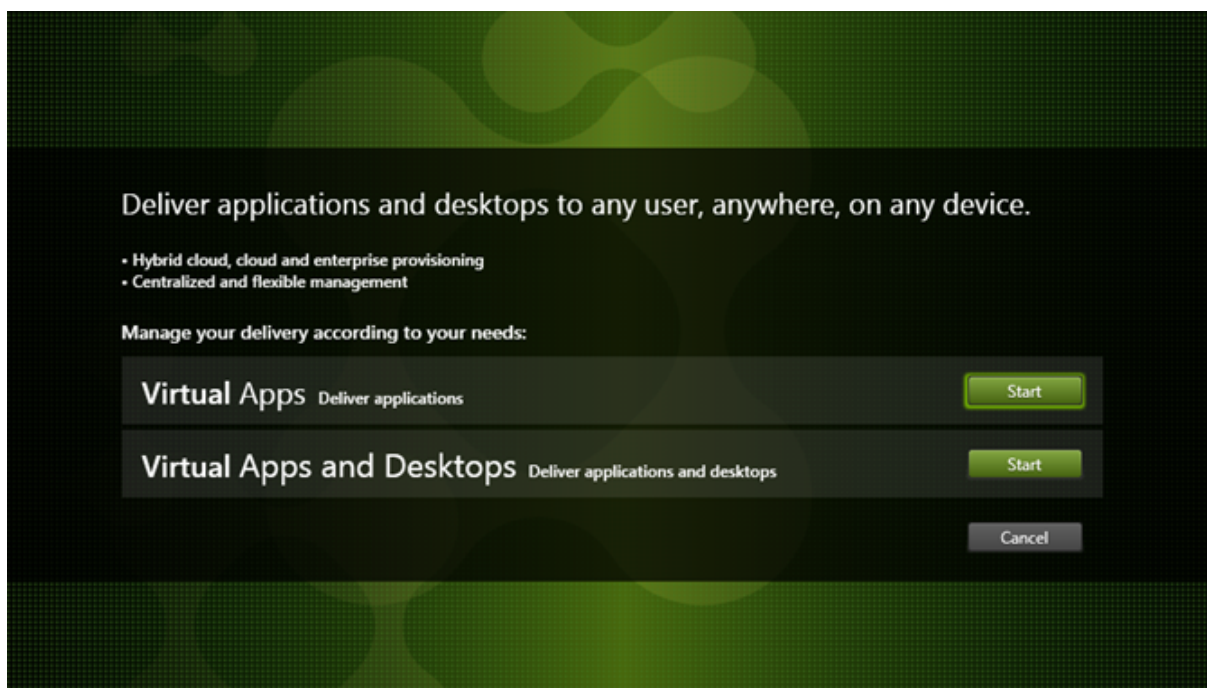 Deliver applications and desktops to any user, anywhere, on any device.
• Hybrid cloud, cloud and enterprise provisioning
• Centralized and flexible management
Manage your delivery according to your needs:
Virtual Apps Deliver applications Start
Virtual Apps and Desktops Deliver applications and desktops Start
Cancel